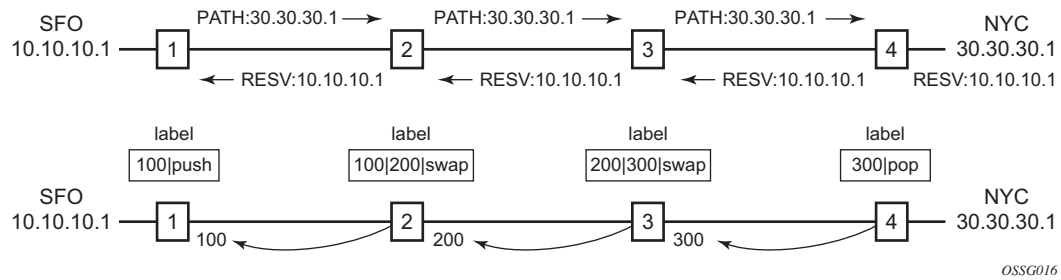 SFO
10.10.10.1
PATH:30.30.30.1 PATH:30.30.30.1 PATH:30.30.30.1
NYC
30.30.30.1
1 2 3 4
RESV:10.10.10.1 RESV:10.10.10.1 RESV:10.10.10.1 RESV:10.10.10.1
label label label label
100|push 100|200|swap 200|300|swap 300|pop
SFO
10.10.10.1
1 2 3 4
NYC
30.30.30.1
100 200 300
OSSG016